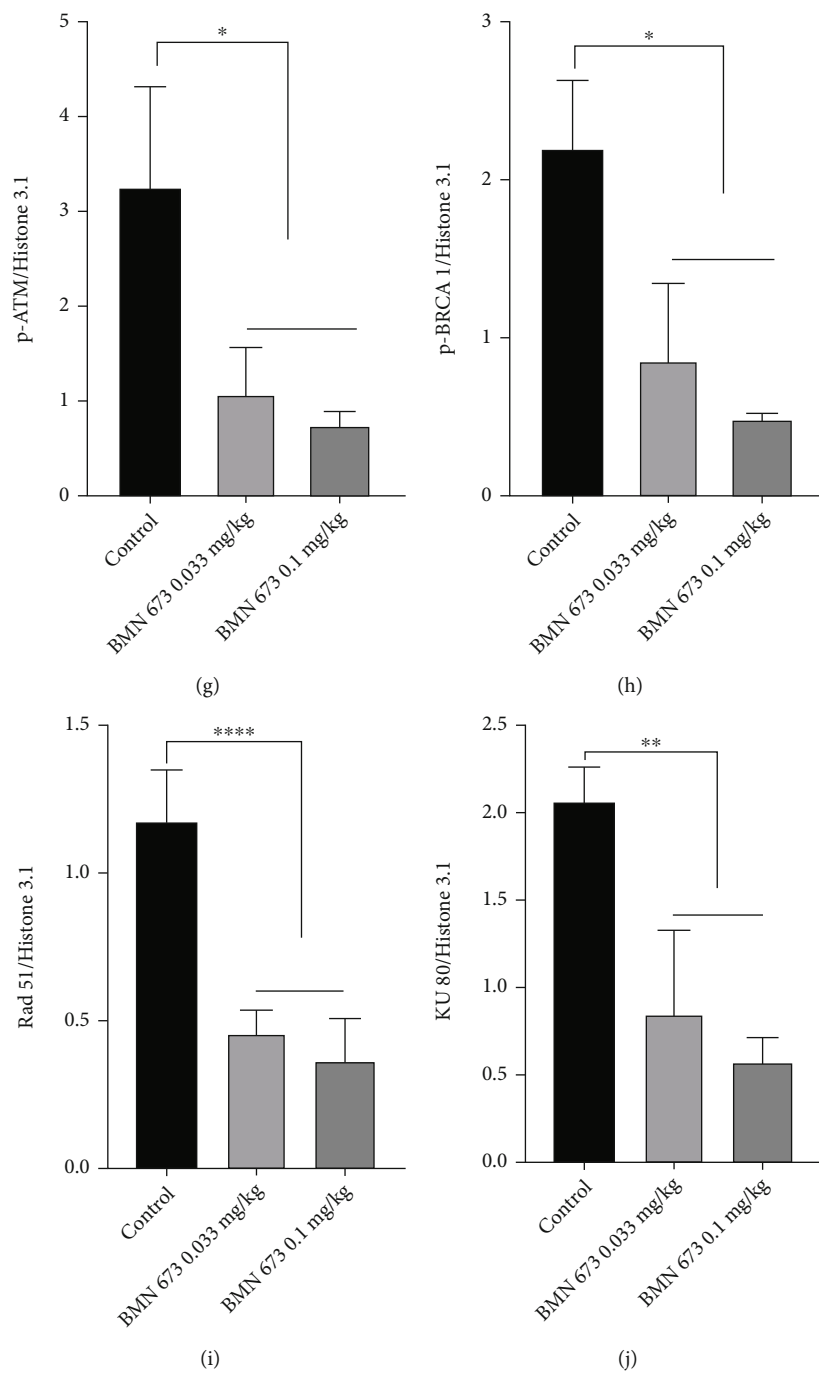 5
4
3
2
1
0
p-ATM/Histone 3.1
*
Control
BMN 673 0.033 mg/kg
BMN 673 0.1 mg/kg
(g)
3
2
1
0
p-BRCA 1/Histone 3.1
*
Control
BMN 673 0.033 mg/kg
BMN 673 0.1 mg/kg
(h)
1.5
1.0
0.5
0.0
Rad 51/Histone 3.1
****
Control
BMN 673 0.033 mg/kg
BMN 673 0.1 mg/kg
(i)
2.5
2.0
1.5
1.0
0.5
0.0
KU 80/Histone 3.1
**
Control
BMN 673 0.033 mg/kg
BMN 673 0.1 mg/kg
(j)